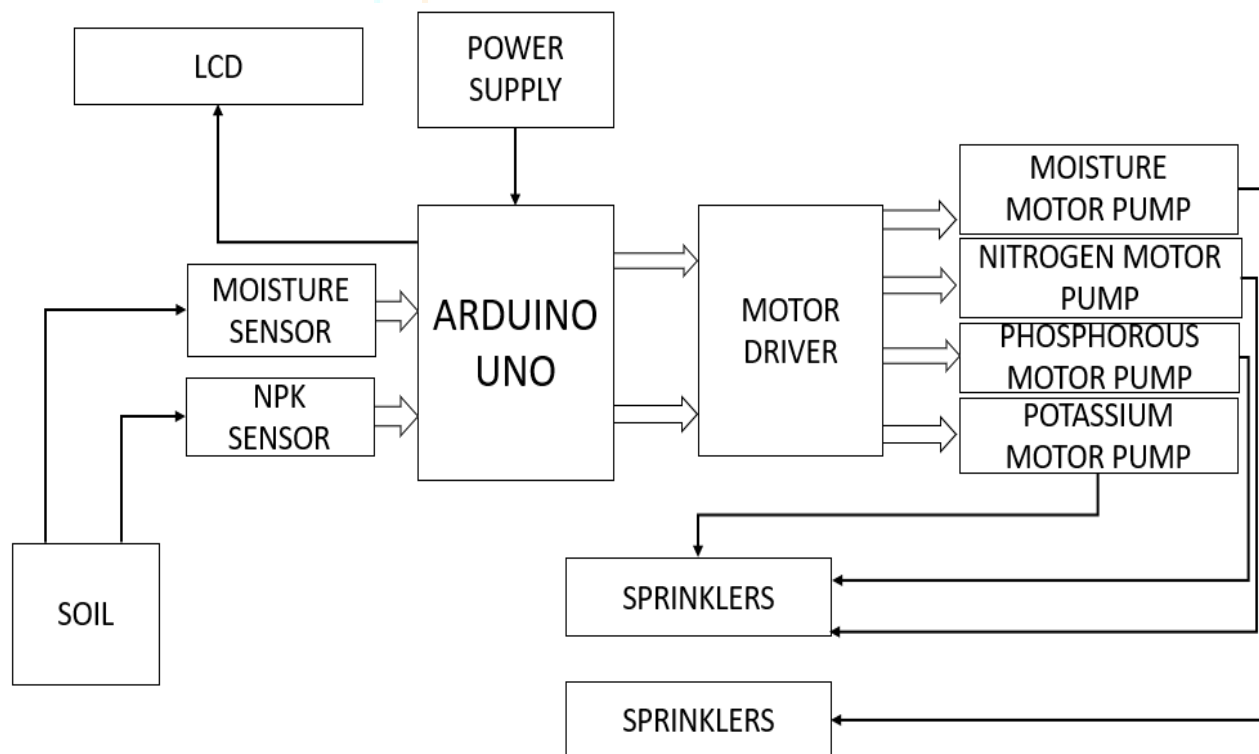 LCD
POWER
SUPPLY
MOISTURE
MOTOR PUMP
NITROGEN MOTOR
PUMP
PHOSPHOROUS
MOTOR PUMP
POTASSIUM
MOTOR PUMP
MOISTURE
SENSOR
ARDUINO
UNO
MOTOR
DRIVER
NPK
SENSOR
SOIL
SPRINKLERS
SPRINKLERS